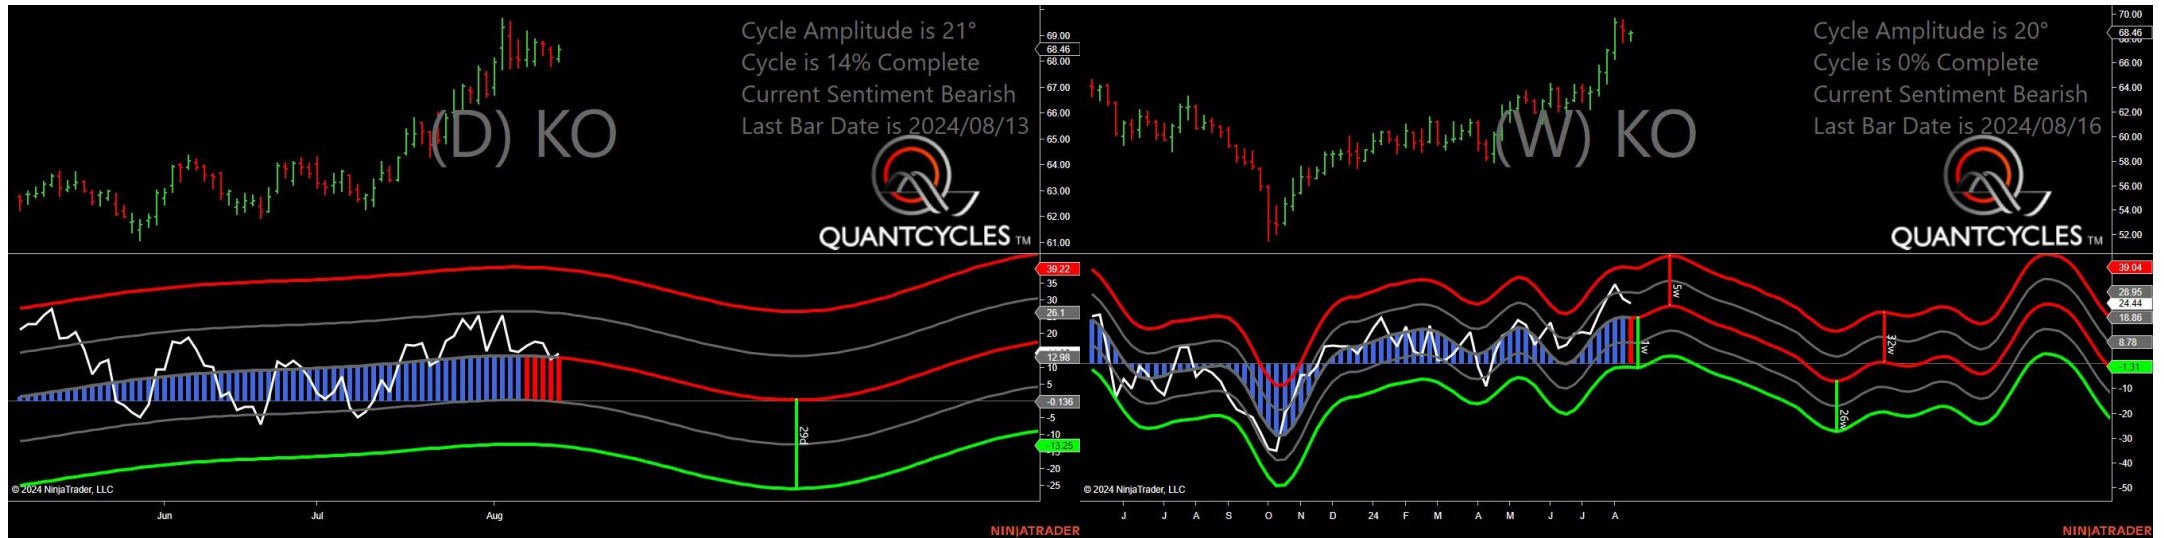 Cycle Amplitude is 21°
Cycle is 14% Complete
Current Sentiment Bearish
Last Bar Date is 2024/08/13
(D) KO
QUANTCYCLES TM
69.00
68.46
68.00
67.00
66.00
65.00
64.00
63.00
62.00
61.00
39.22
35
30
26.1
20
12.98
10
5
-0.136
-5
-10
-13.25
-20
-25
29d
© 2024 NinjaTrader, LLC
Jun Jul Aug
NINJATRADER
Cycle Amplitude is 20°
Cycle is 0% Complete
Current Sentiment Bearish
Last Bar Date is 2024/08/16
(W) KO
QUANTCYCLES TM
70.00
68.46
66.00
64.00
62.00
60.00
58.00
56.00
54.00
52.00
39.04
28.95
24.44
18.86
8.78
-1.31
-10
-20
-30
-40
-50
5w
1w
32w
26w
© 2024 NinjaTrader, LLC
J J A S O N D 24 F M A M J J A
NINJATRADER